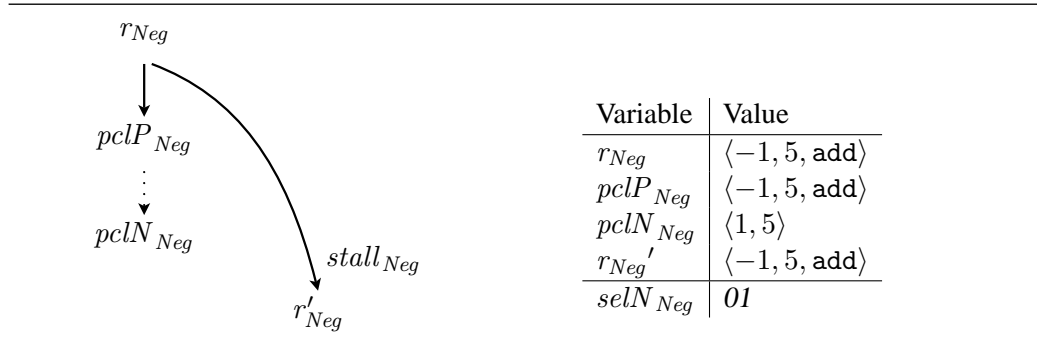 r_Neg
pclP_Neg
pclN_Neg
stall_Neg
r'_Neg
Variable Value
r_Neg ⟨−1, 5, add⟩
pclP_Neg ⟨−1, 5, add⟩
pclN_Neg ⟨1, 5⟩
r_Neg′ ⟨−1, 5, add⟩
selN_Neg 01